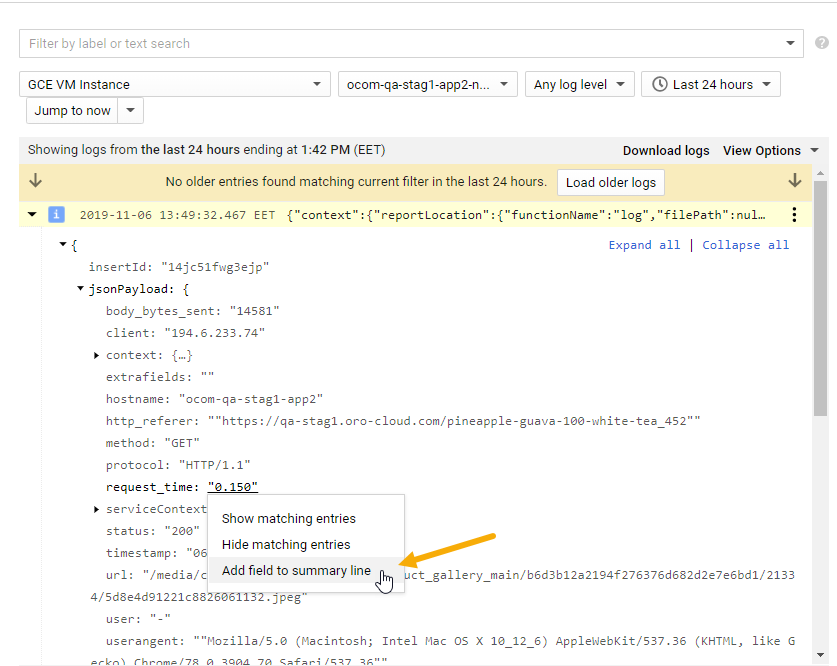 Filter by label or text search
GCE VM Instance
ocom-qa-stag1-app2-n...
Any log level
Last 24 hours
Jump to now
Showing logs from the last 24 hours ending at 1:42 PM (EET)
Download logs
View Options
No older entries found matching current filter in the last 24 hours.
Load older logs
2019-11-06 13:49:32.467 EET {"context":{"reportLocation":{"functionName":"log","filePath":nul…
{
Expand all | Collapse all
insertId: "14jc51fwg3ejp"
jsonPayload: {
body_bytes_sent: "14581"
client: "194.6.233.74"
context: {…}
extrafields: ""
hostname: "ocom-qa-stag1-app2"
http_referer: ""https://qa-stag1.oro-cloud.com/pineapple-guava-100-white-tea_452""
method: "GET"
protocol: "HTTP/1.1"
request_time: "0.150"
serviceContext
Show matching entries
status: "200"
Hide matching entries
timestamp: "06
Add field to summary line
url: "/media/c uct_gallery_main/b6d3b12a2194f276376d682d2e7e6bd1/2133
4/5d8e4d91221c8826061132.jpeg"
user: "-"
userangent: ""Mozilla/5.0 (Macintosh; Intel Mac OS X 10_12_6) AppleWebKit/537.36 (KHTML, like G
ecko) Chrome/78.0.3904.70 Safari/537.36""